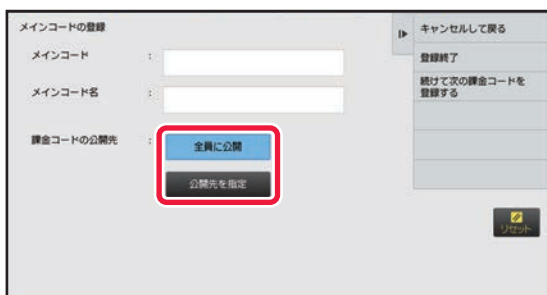 メインコードの登録
メインコード :
メインコード名 :
課金コードの公開先 :
全員に公開
公開先を指定
キャンセルして戻る
登録終了
続けて次の課金コードを
登録する
リセット